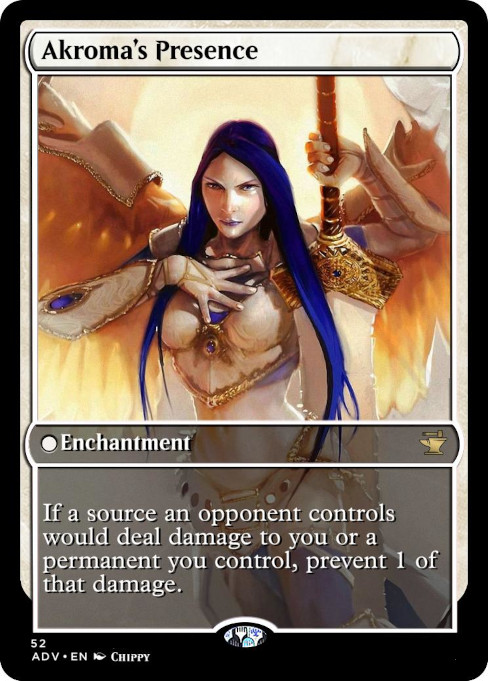 Akroma's Presence
Enchantment
If a source an opponent controls
would deal damage to you or a
permanent you control, prevent 1 of
that damage.
52
ADV • EN Chippy